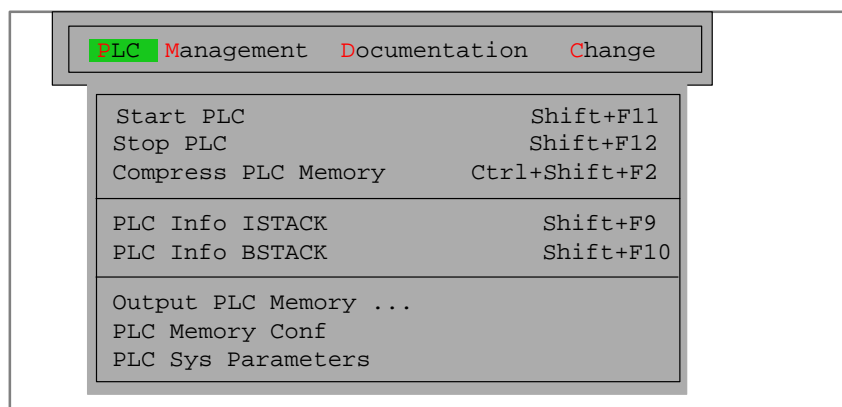 PLC Management Documentation Change
Start PLC Shift+F11
Stop PLC Shift+F12
Compress PLC Memory Ctrl+Shift+F2
PLC Info ISTACK Shift+F9
PLC Info BSTACK Shift+F10
Output PLC Memory ...
PLC Memory Conf
PLC Sys Parameters